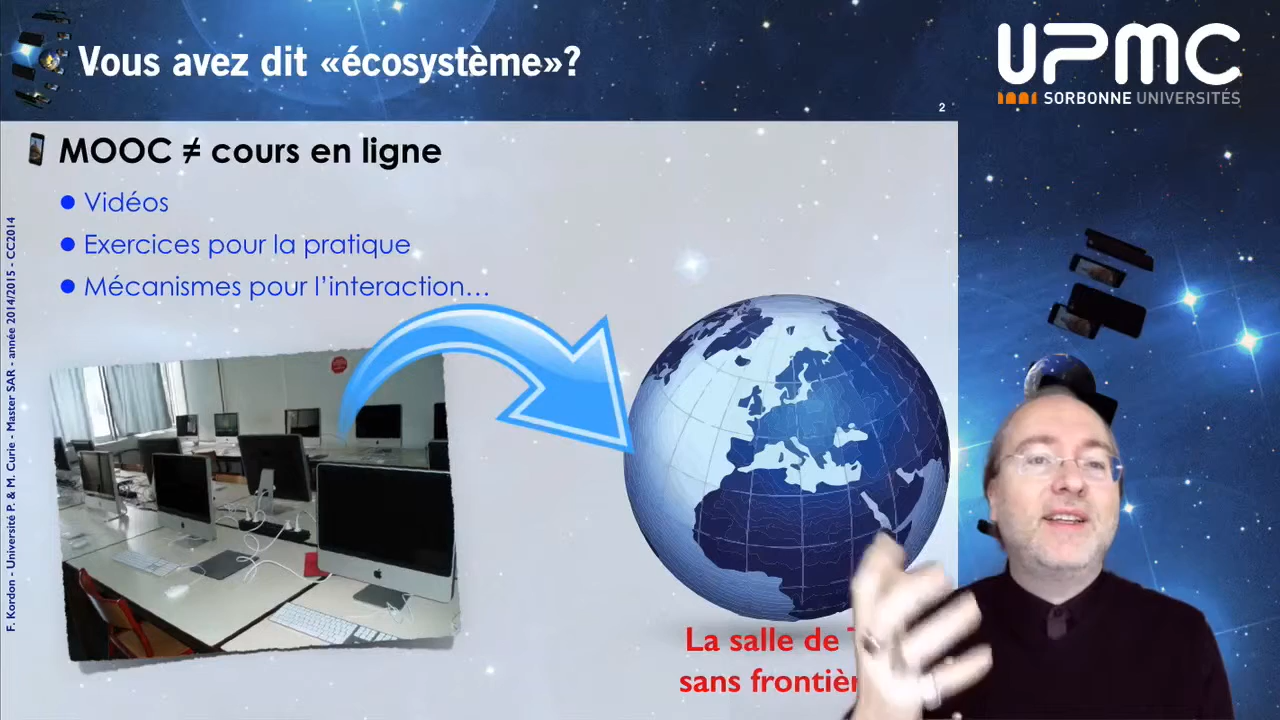 Vous avez dit «écosystème»?
UPMC
SORBONNE UNIVERSITÉS
2
MOOC ≠ cours en ligne
Vidéos
Exercices pour la pratique
Mécanismes pour l'interaction…
F. Kordon - Université P. & M. Curie - Master SAR - année 2014/2015 - CC2014
La salle de
sans frontièr